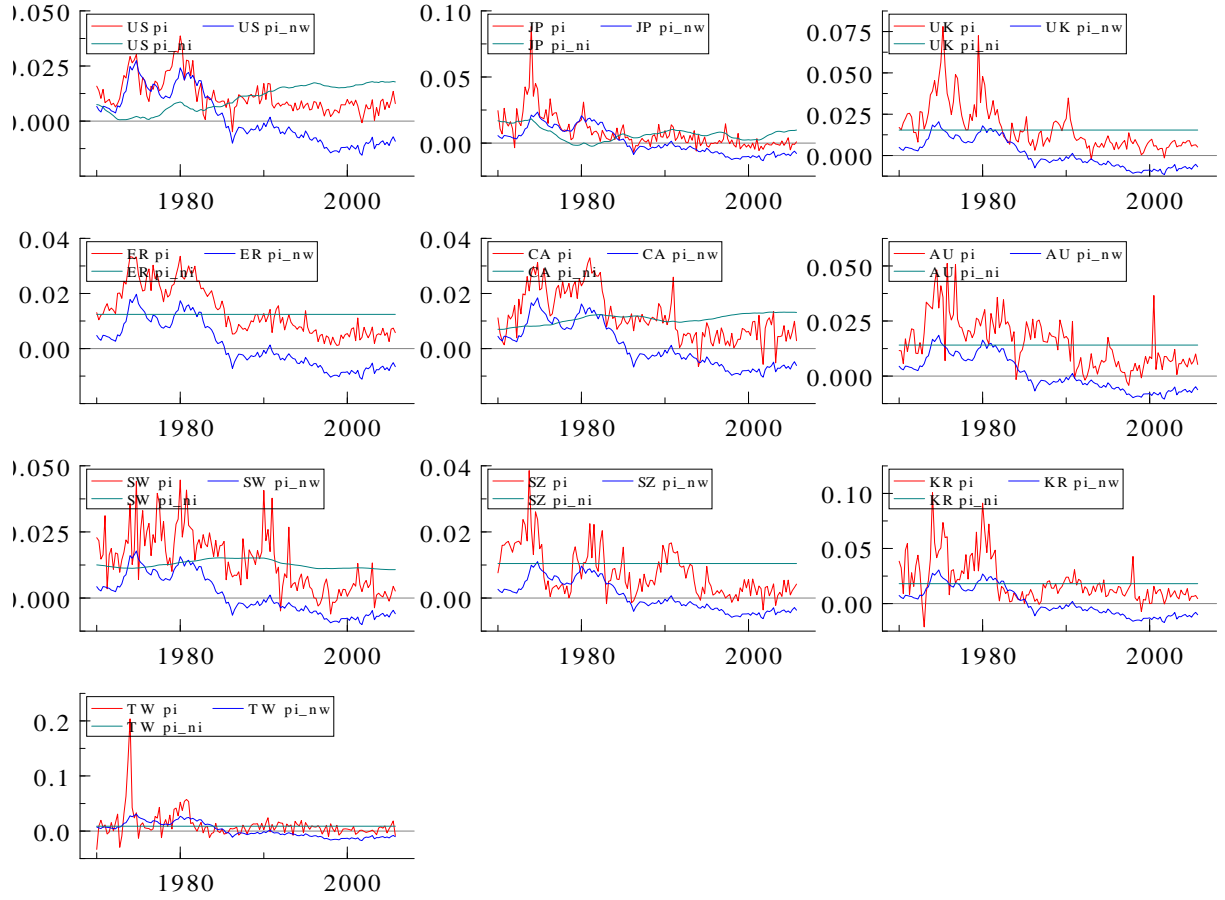 0.050
US pi
US pi_nw
US pi_ni
0.025
0.000
1980
2000
0.10
JP pi
JP pi_nw
JP pi_ni
0.05
0.00
1980
2000
UK pi
UK pi_nw
UK pi_ni
0.075
0.050
0.025
0.000
1980
2000
0.04
ER pi
ER pi_nw
ER pi_ni
0.02
0.00
1980
2000
0.04
CA pi
CA pi_nw
CA pi_ni
0.02
0.00
1980
2000
AU pi
AU pi_nw
AU pi_ni
0.050
0.025
0.000
1980
2000
0.050
SW pi
SW pi_nw
SW pi_ni
0.025
0.000
1980
2000
0.04
SZ pi
SZ pi_nw
SZ pi_ni
0.02
0.00
1980
2000
KR pi
KR pi_nw
KR pi_ni
0.10
0.05
0.00
1980
2000
TW pi
TW pi_nw
TW pi_ni
0.2
0.1
0.0
1980
2000